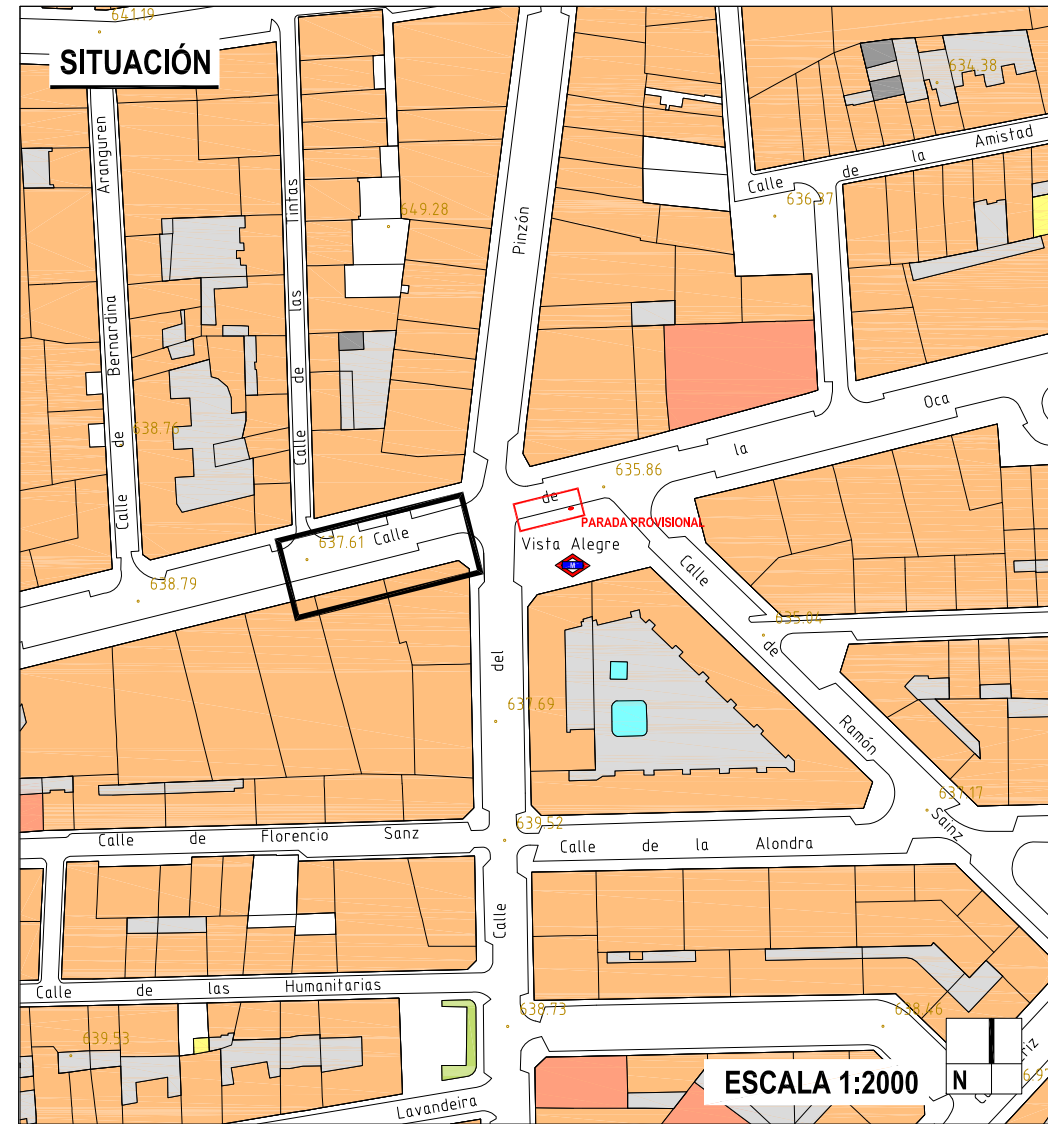 641.19
SITUACIÓN
634.38
Calle de la Amistad
Calle de Bernardina Aranguren
Calle de las Tintas
649.28
636.37
Calle del Pinzón
638.76
Calle de la Oca
635.86
PARADA PROVISIONAL
637.61
Vista Alegre
M
638.79
Calle de Ramón Sainz
635.04
637.69
637.17
639.52
Calle de Florencio Sanz
Calle de la Alondra
Calle de las Humanitarias
638.73
638.46
639.53
ESCALA 1:2000
N
Lavandeira